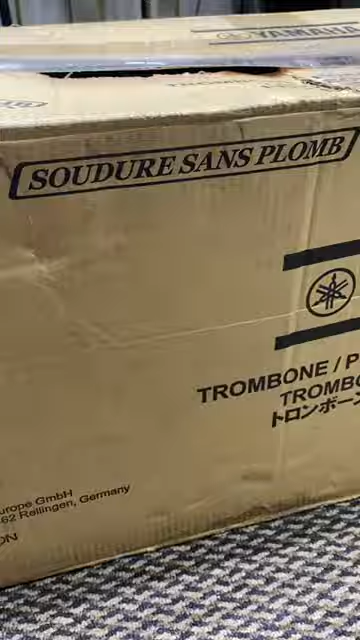 YAMAHA
SOUDURE SANS PLOMB
TROMBONE / P
TROMBO
トロンボーン
urope GmbH
62 Rellingen, Germany
ON